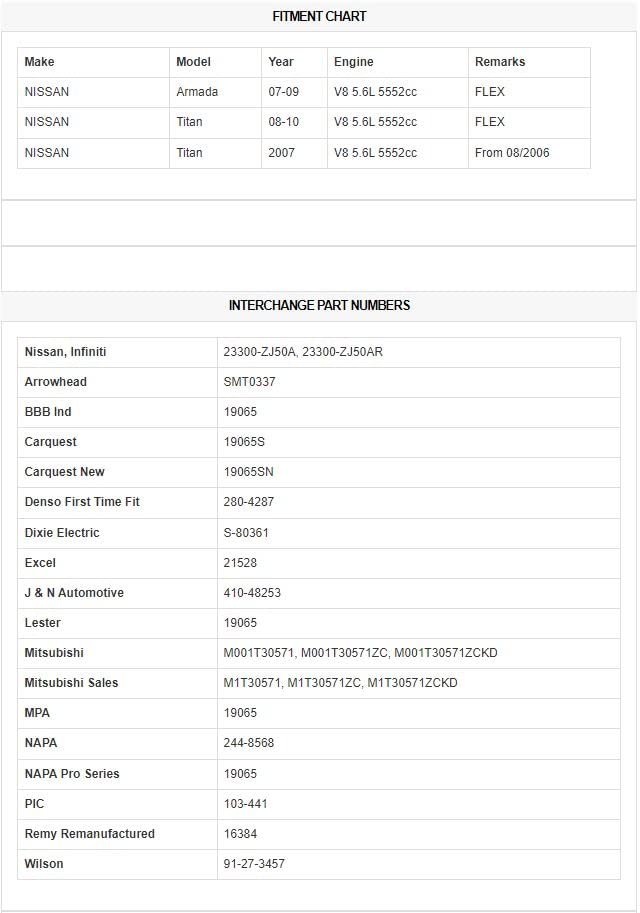 FITMENT CHART
Make Model Year Engine Remarks
NISSAN Armada 07-09 V8 5.6L 5552cc FLEX
NISSAN Titan 08-10 V8 5.6L 5552cc FLEX
NISSAN Titan 2007 V8 5.6L 5552cc From 08/2006
INTERCHANGE PART NUMBERS
Nissan, Infiniti 23300-ZJ50A, 23300-ZJ50AR
Arrowhead SMT0337
BBB Ind 19065
Carquest 19065S
Carquest New 19065SN
Denso First Time Fit 280-4287
Dixie Electric S-80361
Excel 21528
J & N Automotive 410-48253
Lester 19065
Mitsubishi M001T30571, M001T30571ZC, M001T30571ZCKD
Mitsubishi Sales M1T30571, M1T30571ZC, M1T30571ZCKD
MPA 19065
NAPA 244-8568
NAPA Pro Series 19065
PIC 103-441
Remy Remanufactured 16384
Wilson 91-27-3457